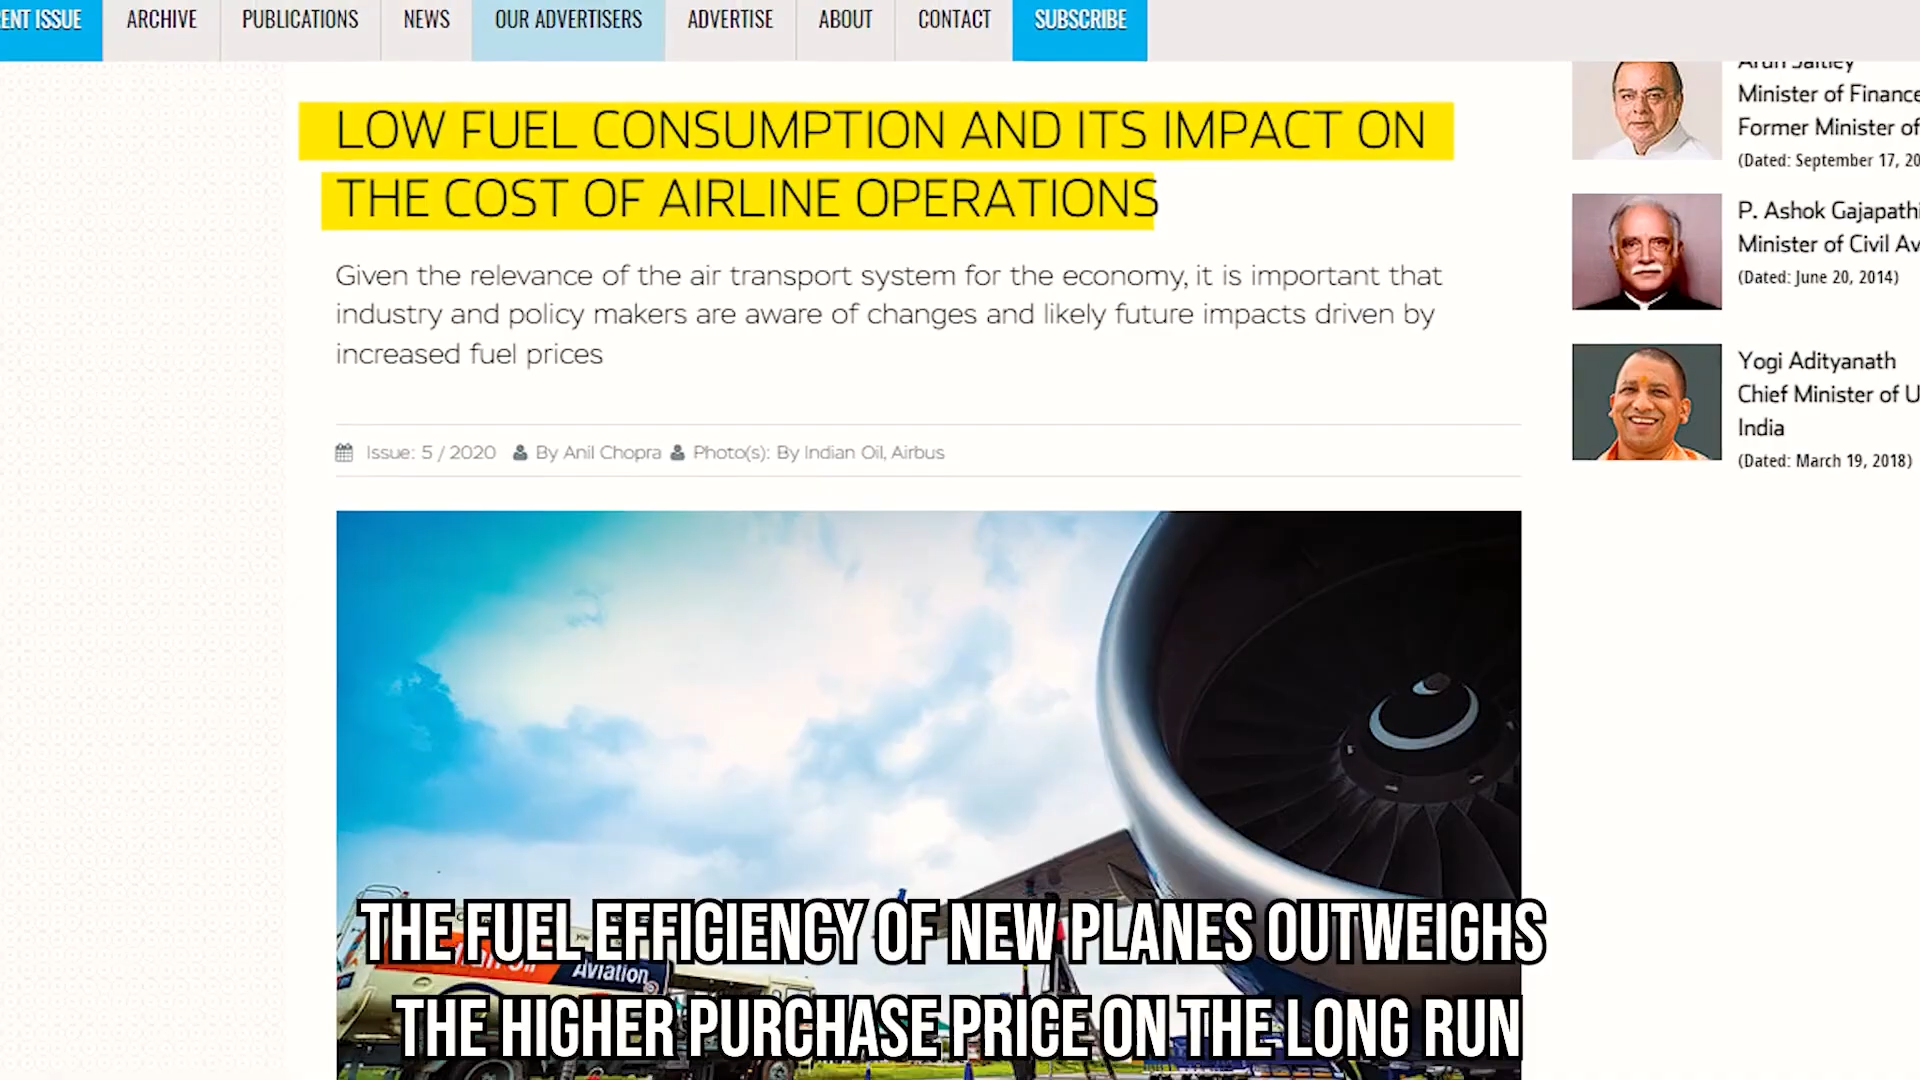 ENT ISSUE ARCHIVE PUBLICATIONS NEWS OUR ADVERTISERS ADVERTISE ABOUT CONTACT SUBSCRIBE
LOW FUEL CONSUMPTION AND ITS IMPACT ON
THE COST OF AIRLINE OPERATIONS
Given the relevance of the air transport system for the economy, it is important that
industry and policy makers are aware of changes and likely future impacts driven by
increased fuel prices
Issue: 5 / 2020 By Anil Chopra Photo(s): By Indian Oil, Airbus
Arun Jaitley
Minister of Finance
Former Minister of
(Dated: September 17, 20
P. Ashok Gajapathi
Minister of Civil Av
(Dated: June 20, 2014)
Yogi Adityanath
Chief Minister of U
India
(Dated: March 19, 2018)
Aviation
THE FUEL EFFICIENCY OF NEW PLANES OUTWEIGHS
THE HIGHER PURCHASE PRICE ON THE LONG RUN